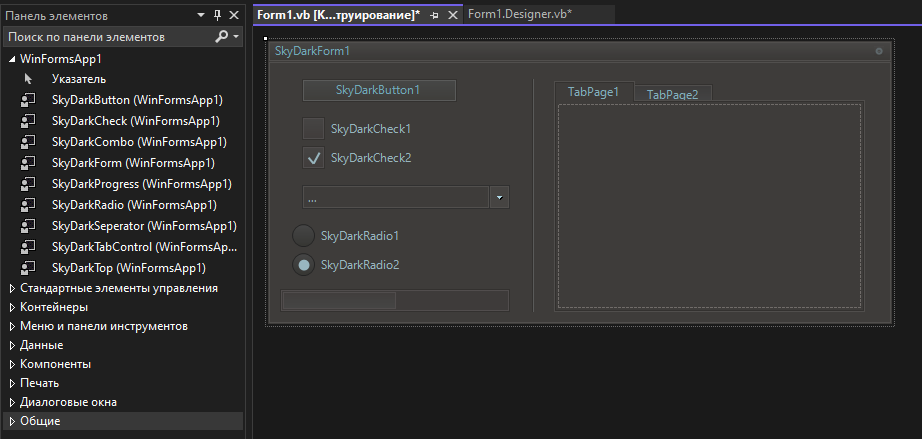 Панель элементов
Поиск по панели элементов
WinFormsApp1
Указатель
SkyDarkButton (WinFormsApp1)
SkyDarkCheck (WinFormsApp1)
SkyDarkCombo (WinFormsApp1)
SkyDarkForm (WinFormsApp1)
SkyDarkProgress (WinFormsApp1)
SkyDarkRadio (WinFormsApp1)
SkyDarkSeperator (WinFormsApp1)
SkyDarkTabControl (WinFormsAp...
SkyDarkTop (WinFormsApp1)
Стандартные элементы управления
Контейнеры
Меню и панели инструментов
Данные
Компоненты
Печать
Диалоговые окна
Общие
Form1.vb [К...труирование]*
Form1.Designer.vb*
SkyDarkForm1
SkyDarkButton1
SkyDarkCheck1
SkyDarkCheck2
...
SkyDarkRadio1
SkyDarkRadio2
TabPage1
TabPage2